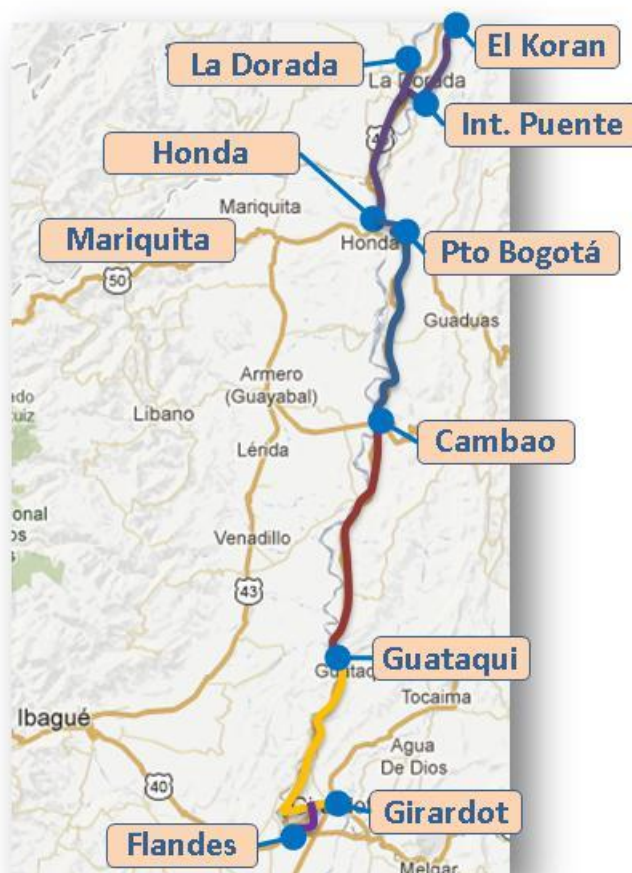 El Koran
La Dorada
La Dorada
Int. Puente
45
Honda
Mariquita
Mariquita
Honda
Pto Bogotá
50
Guaduas
Armero
(Guayabal)
Libano
Cambao
Lérida
Venadillo
43
Guataqui
Tocaima
Ibagué
Agua
De Dios
40
Girardot
Flandes
Melgar